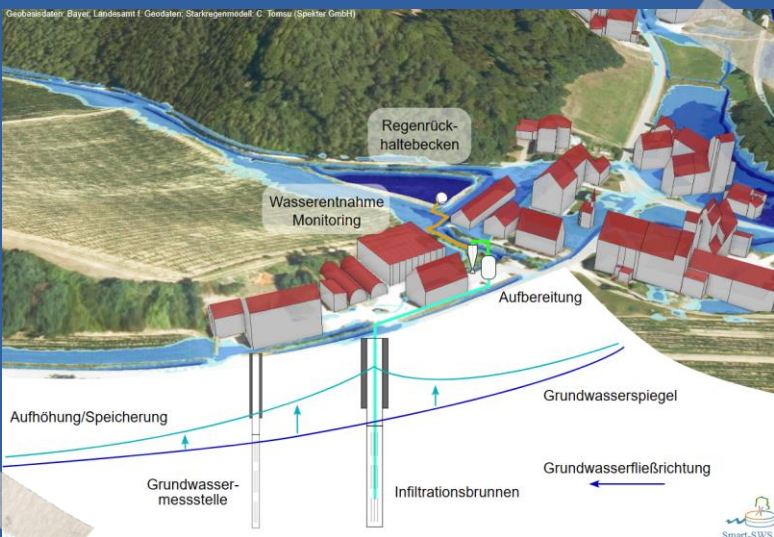 Geobasisdaten: Bayer. Landesamt f. Geodaten; Starkregenmodell: C. Tomsu (Spekter GmbH)
Regenrück-
haltebecken
Wasserentnahme
Monitoring
Aufbereitung
Aufhöhung/Speicherung
Grundwasserspiegel
Grundwasser-
messstelle
Infiltrationsbrunnen
Grundwasserfließrichtung
Smart-SWS